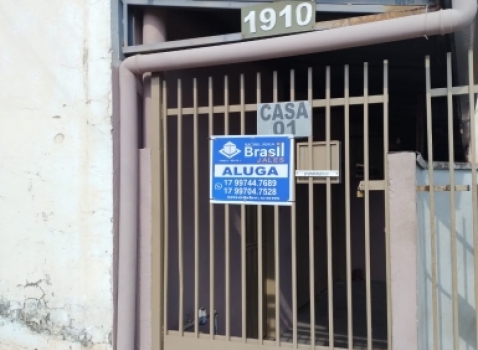 1910
CASA
01
Brasil
JALES
ALUGA
17 99744.7689
17 99704.7528